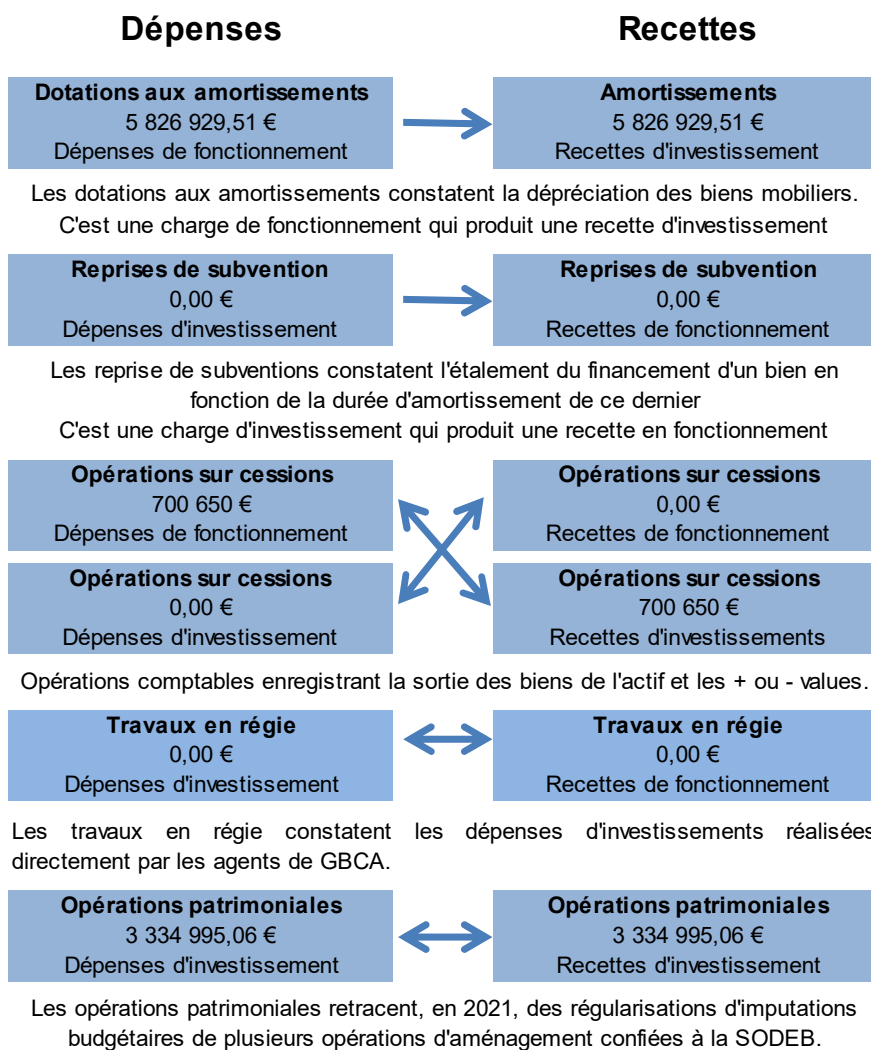 Dépenses
Recettes
Dotations aux amortissements
5 826 929,51 €
Dépenses de fonctionnement
Amortissements
5 826 929,51 €
Recettes d'investissement
Les dotations aux amortissements constatent la dépréciation des biens mobiliers.
C'est une charge de fonctionnement qui produit une recette d'investissement
Reprises de subvention
0,00 €
Dépenses d'investissement
Reprises de subvention
0,00 €
Recettes de fonctionnement
Les reprise de subventions constatent l'étalement du financement d'un bien en
fonction de la durée d'amortissement de ce dernier
C'est une charge d'investissement qui produit une recette en fonctionnement
Opérations sur cessions
700 650 €
Dépenses de fonctionnement
Opérations sur cessions
0,00 €
Recettes de fonctionnement
Opérations sur cessions
0,00 €
Dépenses d'investissement
Opérations sur cessions
700 650 €
Recettes d'investissements
Opérations comptables enregistrant la sortie des biens de l'actif et les + ou - values.
Travaux en régie
0,00 €
Dépenses d'investissement
Travaux en régie
0,00 €
Recettes de fonctionnement
Les travaux en régie constatent les dépenses d'investissements réalisées
directement par les agents de GBCA.
Opérations patrimoniales
3 334 995,06 €
Dépenses d'investissement
Opérations patrimoniales
3 334 995,06 €
Recettes d'investissement
Les opérations patrimoniales retracent, en 2021, des régularisations d'imputations
budgétaires de plusieurs opérations d'aménagement confiées à la SODEB.